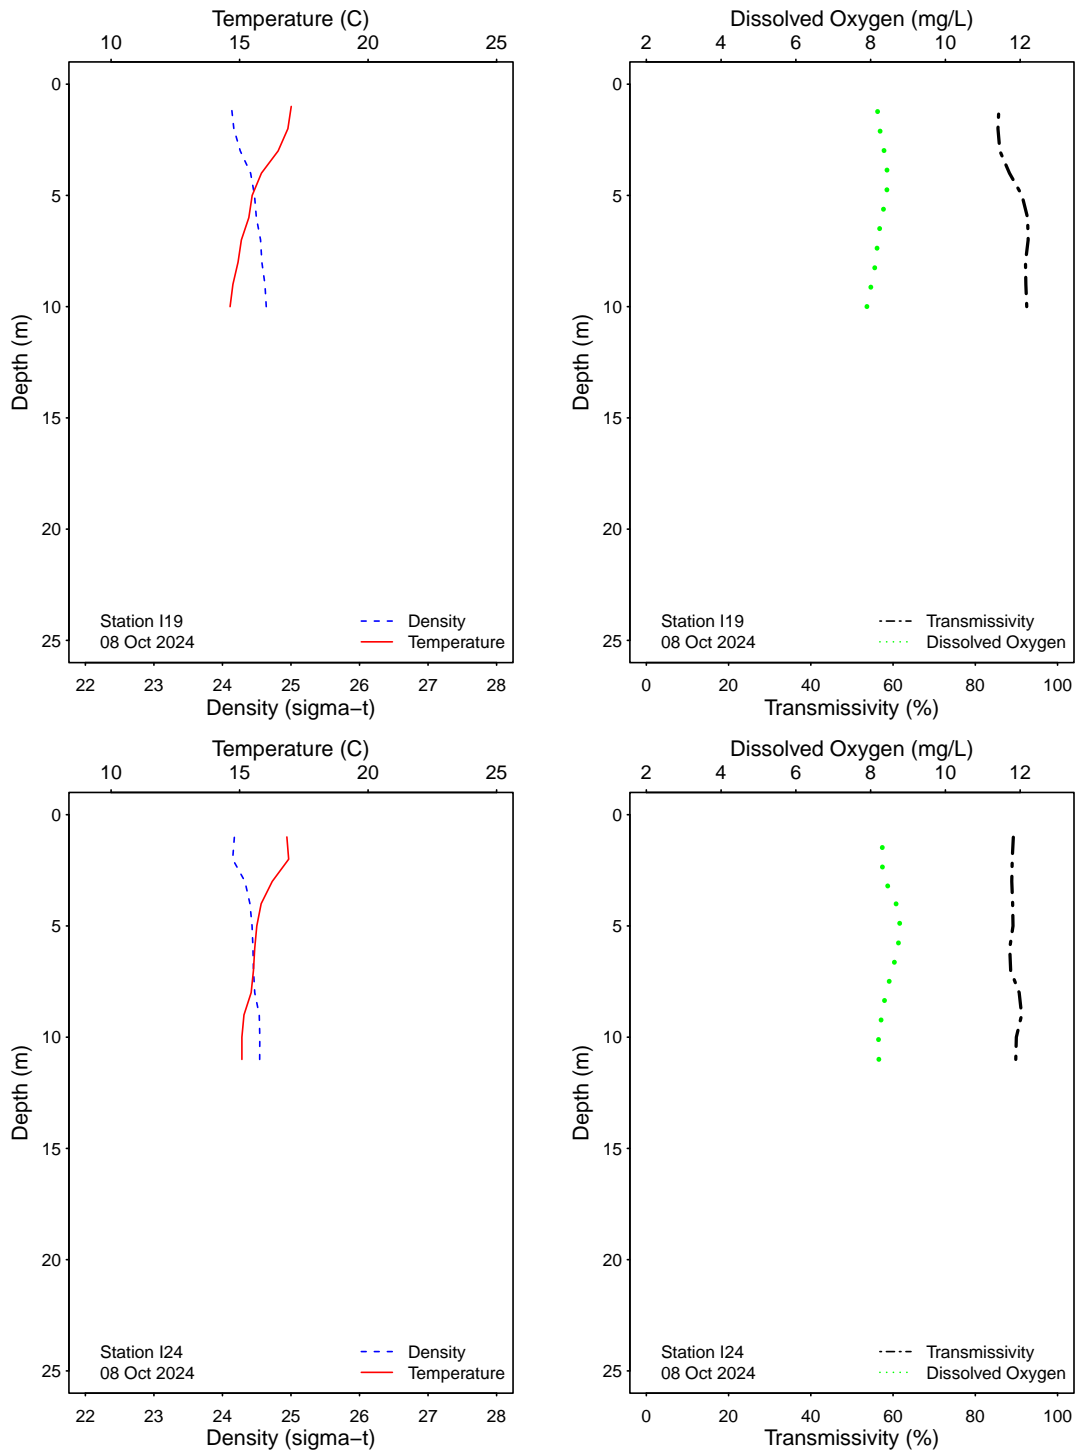 Temperature (C)
10 15 20 25
0
5
10
15
20
25
Depth (m)
Station I19
08 Oct 2024
Density
Temperature
22 23 24 25 26 27 28
Density (sigma−t)
Dissolved Oxygen (mg/L)
2 4 6 8 10 12
0
5
10
15
20
25
Depth (m)
Station I19
08 Oct 2024
Transmissivity
Dissolved Oxygen
0 20 40 60 80 100
Transmissivity (%)
Temperature (C)
10 15 20 25
0
5
10
15
20
25
Depth (m)
Station I24
08 Oct 2024
Density
Temperature
22 23 24 25 26 27 28
Density (sigma−t)
Dissolved Oxygen (mg/L)
2 4 6 8 10 12
0
5
10
15
20
25
Depth (m)
Station I24
08 Oct 2024
Transmissivity
Dissolved Oxygen
0 20 40 60 80 100
Transmissivity (%)